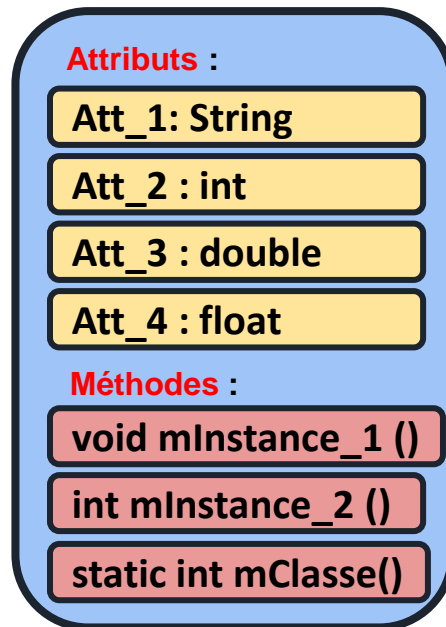 Attributs :
Att_1: String
Att_2 : int
Att_3 : double
Att_4 : float
Méthodes :
void mInstance_1 ()
int mInstance_2 ()
static int mClasse()